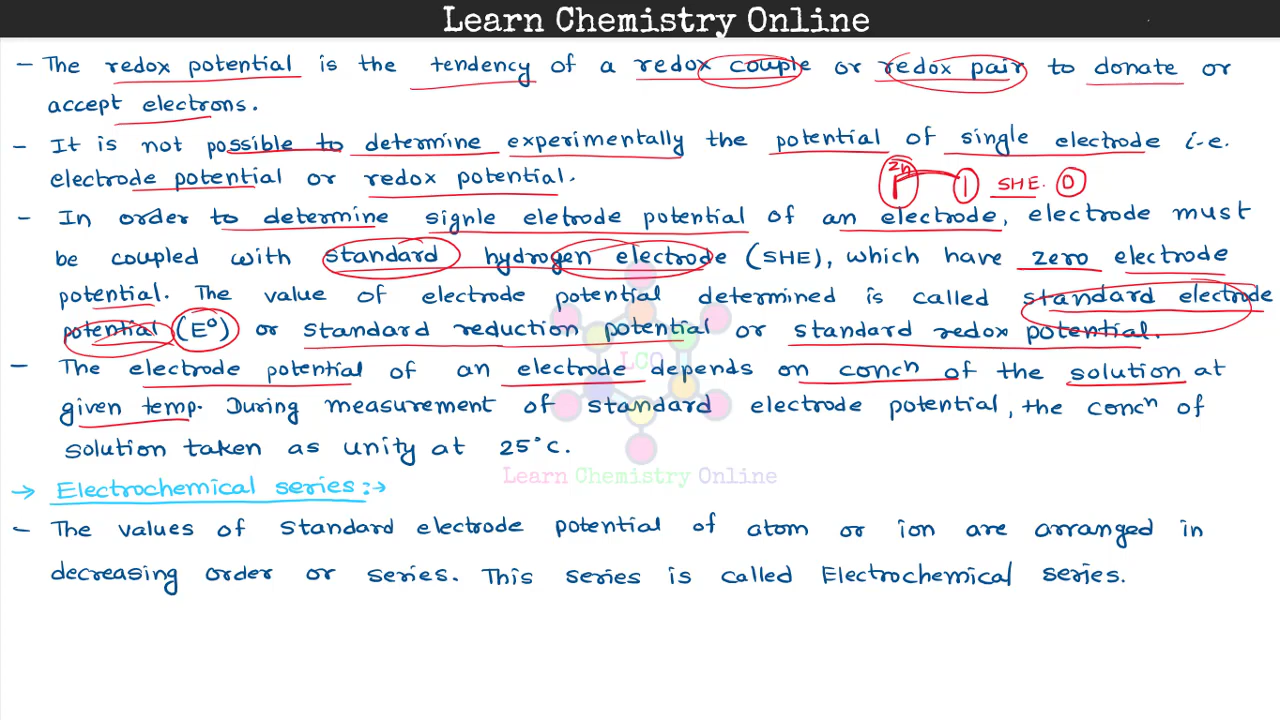 Learn Chemistry Online
- The redox potential is the tendency of a redox couple or redox pair to donate or
accept electrons.
- It is not possible to determine experimentally the potential of single electrode i.e.
electrode potential or redox potential.
Zn SHE. 0
- In order to determine signle eletrode potential of an electrode, electrode must
be coupled with standard hydrogen electrode (SHE), which have zero electrode
potential. The value of electrode potential determined is called standard electrode
potential (E°) or standard reduction potential or standard redox potential.
- The electrode potential of an electrode depends on concⁿ of the solution at
given temp. During measurement of standard electrode potential, the concⁿ of
solution taken as unity at 25°C.
LCO
Learn Chemistry Online
→ Electrochemical series:→
- The values of standard electrode potential of atom or ion are arranged in
decreasing order or series. This series is called Electrochemical series.